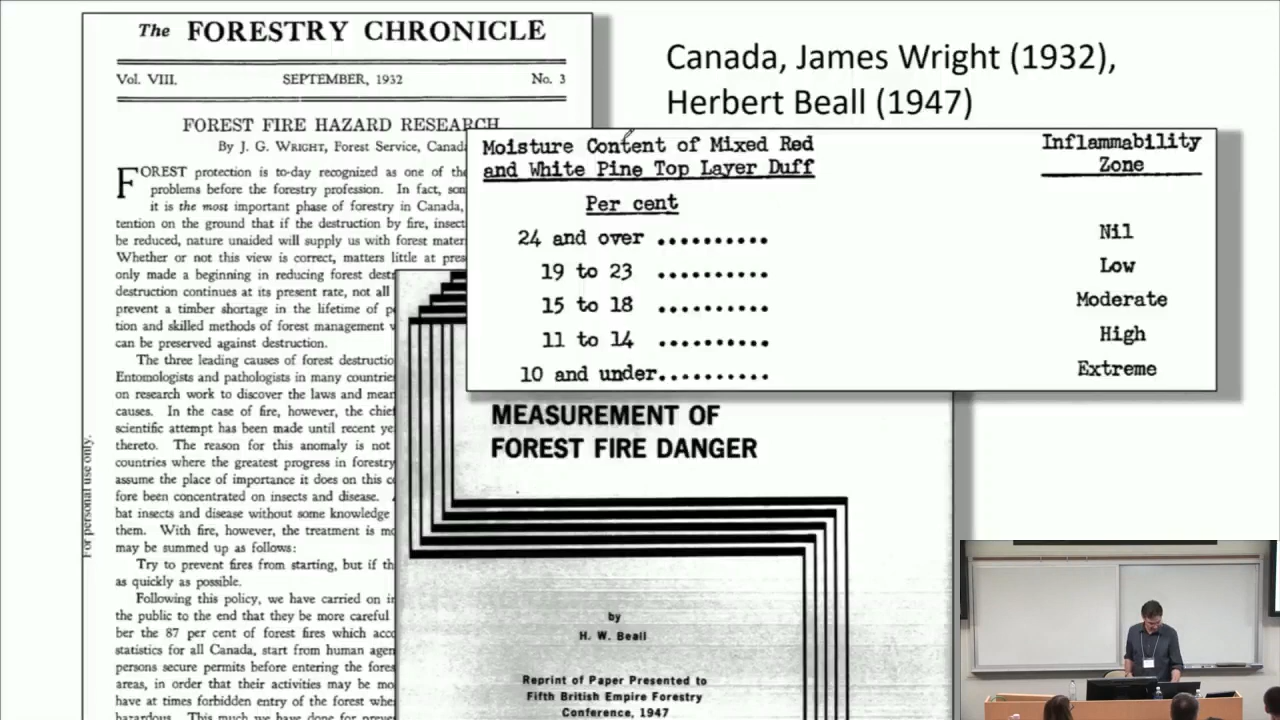 The FORESTRY CHRONICLE
Vol. VIII. SEPTEMBER, 1932 No. 3
FOREST FIRE HAZARD RESEARCH
By J. G. WRIGHT, Forest Service,
FOREST protection is to-day recognized as one of the
problems before the forestry profession. In fact,
it is the most important phase of forestry in Canada,
tention on the ground that if the destruction by fire,
be reduced, nature unaided will supply us with forest
Whether or not this view is correct, matters little at
only made a beginning in reducing forest
destruction continues at its present rate, not all
prevent a timber shortage in the lifetime of
tion and skilled methods of forest management
can be preserved against destruction.
The three leading causes of forest
Entomologists and pathologists in many
on research work to discover the laws and
causes. In the case of fire, however, the chief
scientific attempt has been made until recent
thereto. The reason for this anomaly is not
countries where the greatest progress in forestry
assume the place of importance it does on this
fore been concentrated on insects and disease.
bat insects and disease without some knowledge
them. With fire, however, the treatment is
may be summed up as follows:
Try to prevent fires from starting, but if
as quickly as possible.
Following this policy, we have carried on
the public to the end that they be more careful
ber the 87 per cent of forest fires which
statistics for all Canada, start from human
persons secure permits before entering the
areas, in order that their activities may be
have at times forbidden entry of the forest
hazardous. This much we have done for
For personal use only.
Canada, James Wright (1932),
Herbert Beall (1947)
Moisture Content of Mixed Red Inflammability
and White Pine Top Layer Duff Zone
Per cent
24 and over .......... Nil
19 to 23 .......... Low
15 to 18 .......... Moderate
11 to 14 .......... High
10 and under.......... Extreme
MEASUREMENT OF
FOREST FIRE DANGER
by
H. W. Beall
Reprint of Paper Presented to
Fifth British Empire Forestry
Conference, 1947